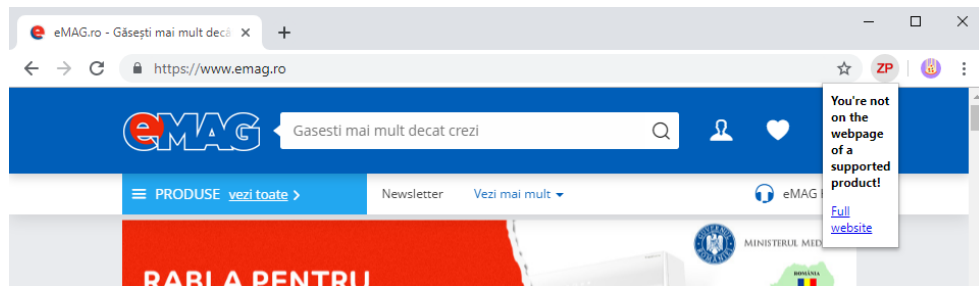 eMAG.ro - Găsești mai mult decâ
https://www.emag.ro
ZP
eMAG
Gasesti mai mult decat crezi
You're not
on the
webpage
of a
supported
product!
Full
website
PRODUSE vezi toate >
Newsletter
Vezi mai mult
eMAG
MINISTERUL MED
ROMÂNIA
RABLA PENTRU